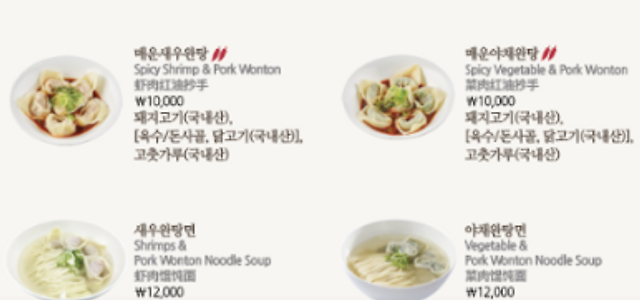 매운새우완탕
Spicy Shrimp & Pork Wonton
虾肉红油抄手
₩10,000
돼지고기(국내산),
[육수/돈사골, 닭고기(국내산)],
고춧가루(국내산)
매운야채완탕
Spicy Vegetable & Pork Wonton
菜肉红油抄手
₩10,000
돼지고기(국내산),
[육수/돈사골, 닭고기(국내산)],
고춧가루(국내산)
새우완탕면
Shrimps &
Pork Wonton Noodle Soup
虾肉馄饨面
₩12,000
야채완탕면
Vegetable &
Pork Wonton Noodle Soup
菜肉馄饨面
₩12,000